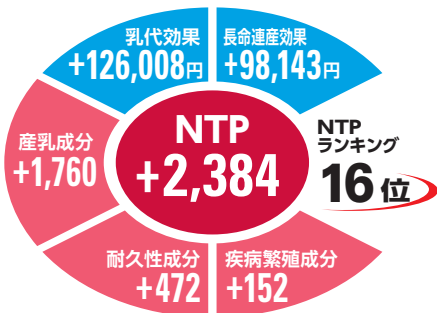 乳代効果
+126,008円
長命連産効果
+98,143円
産乳成分
+1,760
NTP
+2,384
NTP
ランキング
16位
耐久性成分
+472
疾病繁殖成分
+152